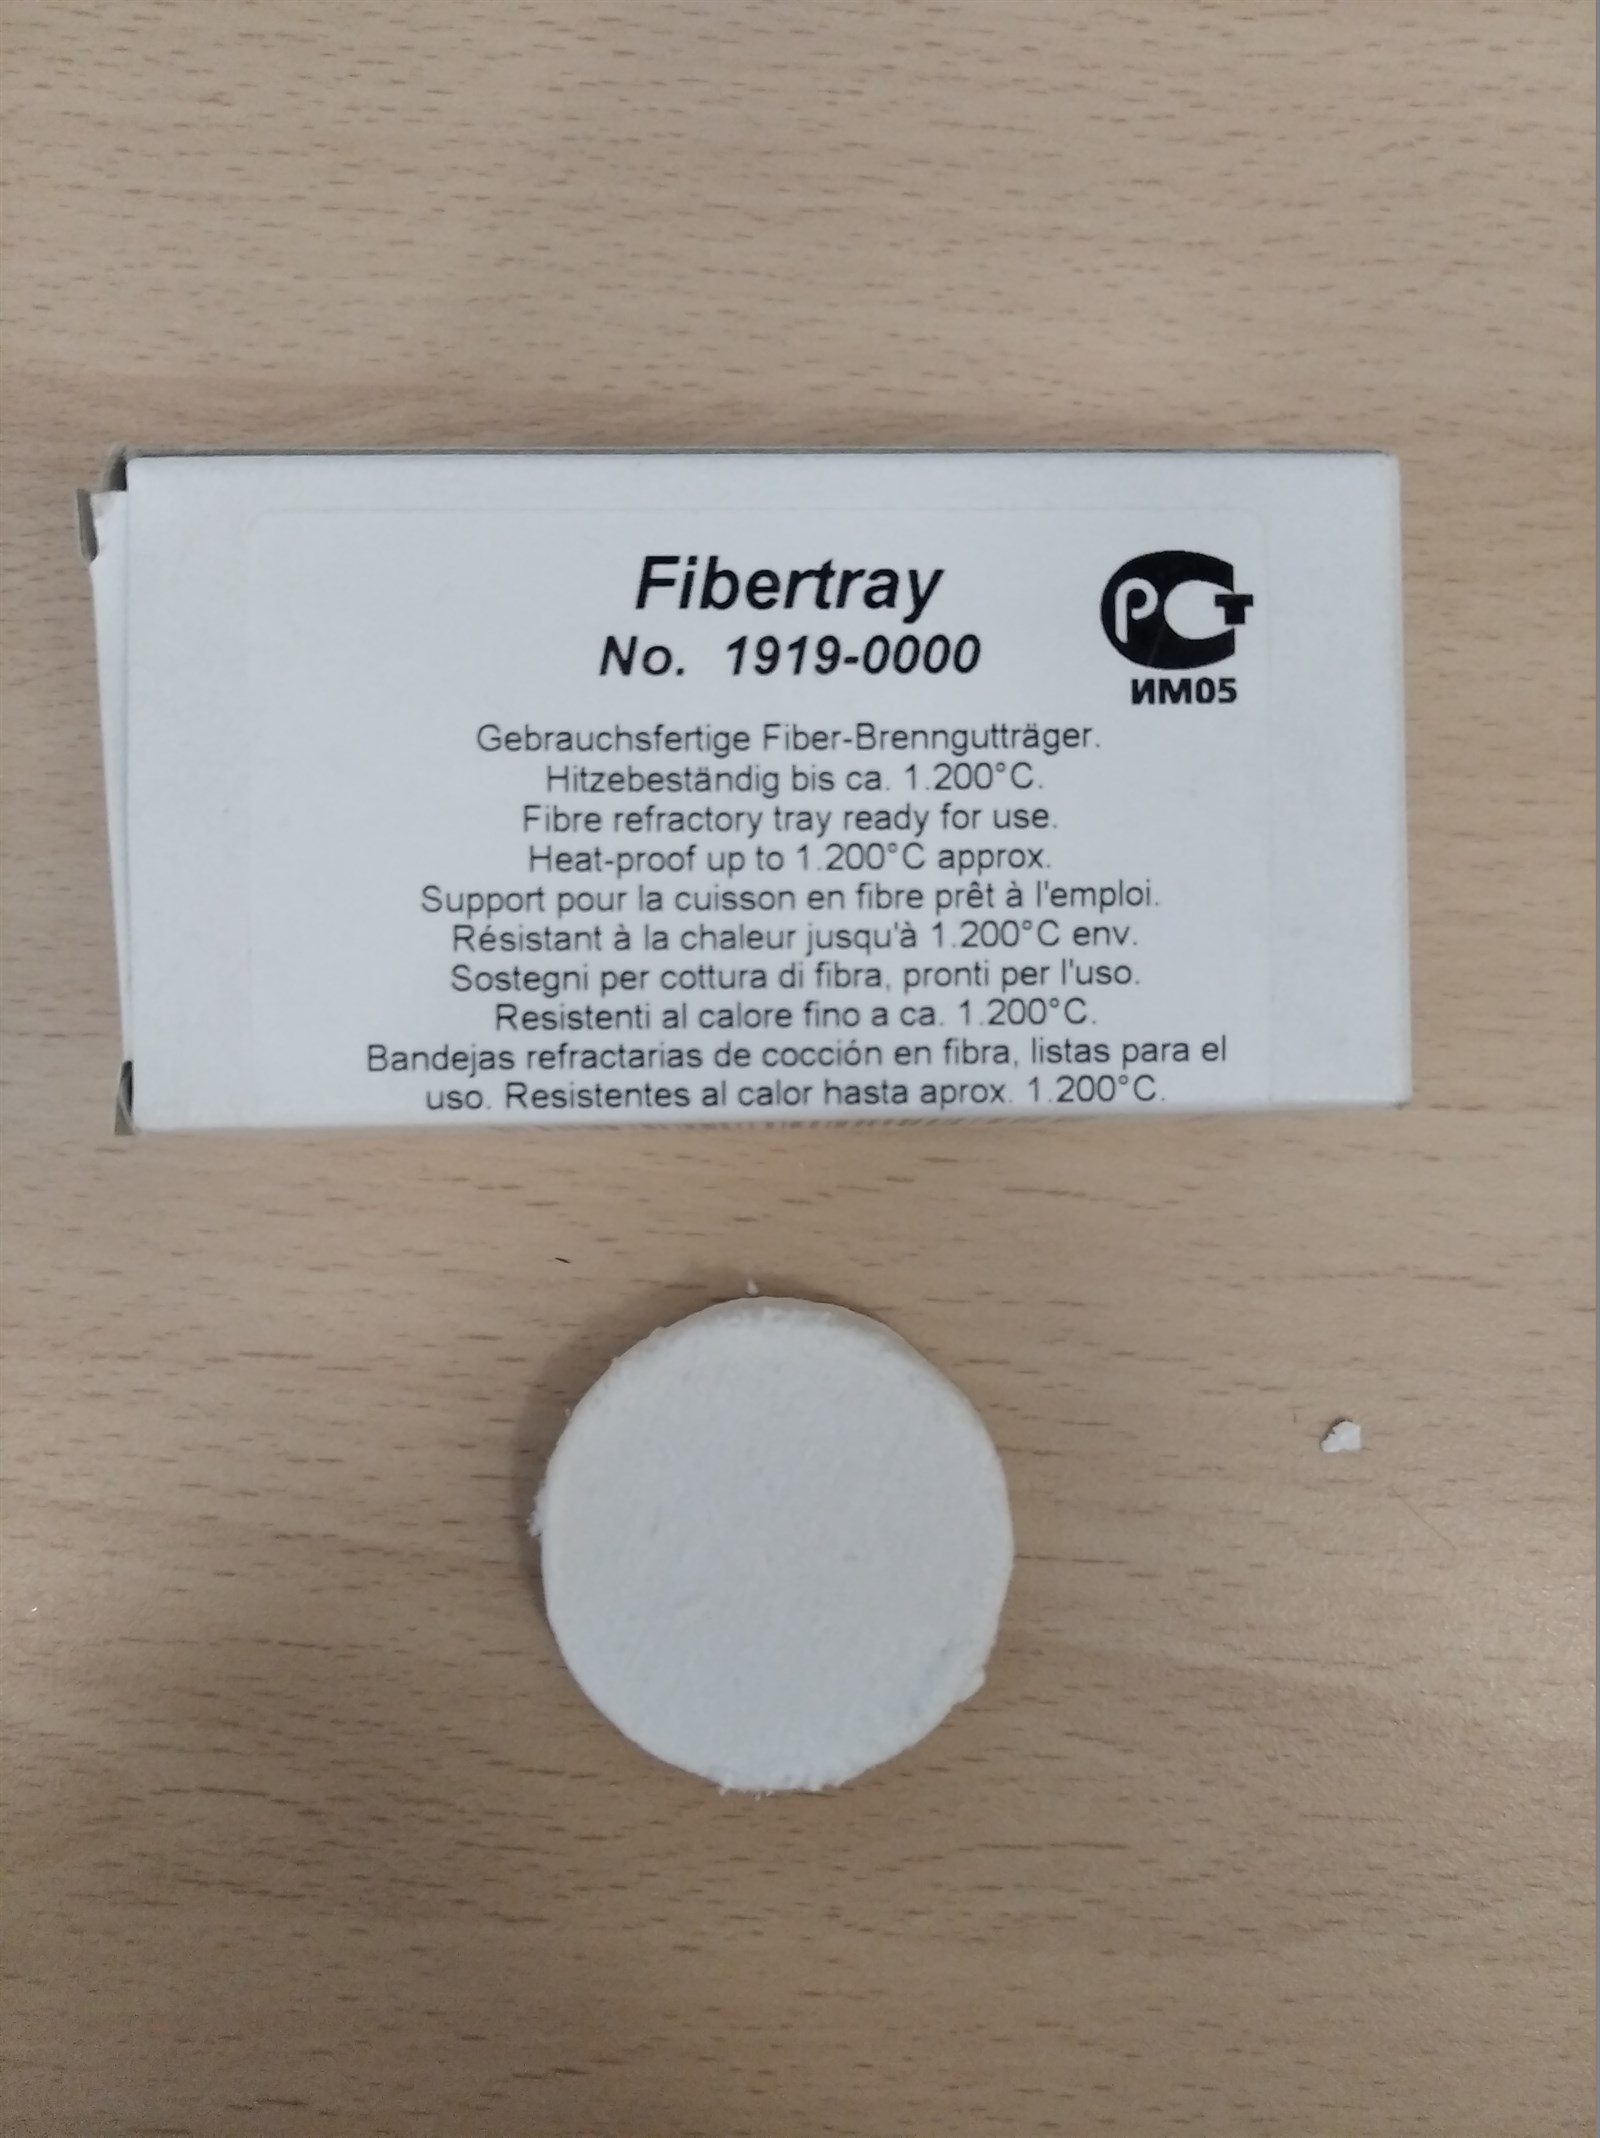 Fibertray
No. 1919-0000
РСТ
ИМ05
Gebrauchsfertige Fiber-Brenngutträger.
Hitzebeständig bis ca. 1.200°C.
Fibre refractory tray ready for use.
Heat-proof up to 1.200°C approx.
Support pour la cuisson en fibre prêt à l'emploi.
Résistant à la chaleur jusqu'à 1.200°C env.
Sostegni per cottura di fibra, pronti per l'uso.
Resistenti al calore fino a ca. 1.200°C.
Bandejas refractarias de cocción en fibra, listas para el
uso. Resistentes al calor hasta aprox. 1.200°C.